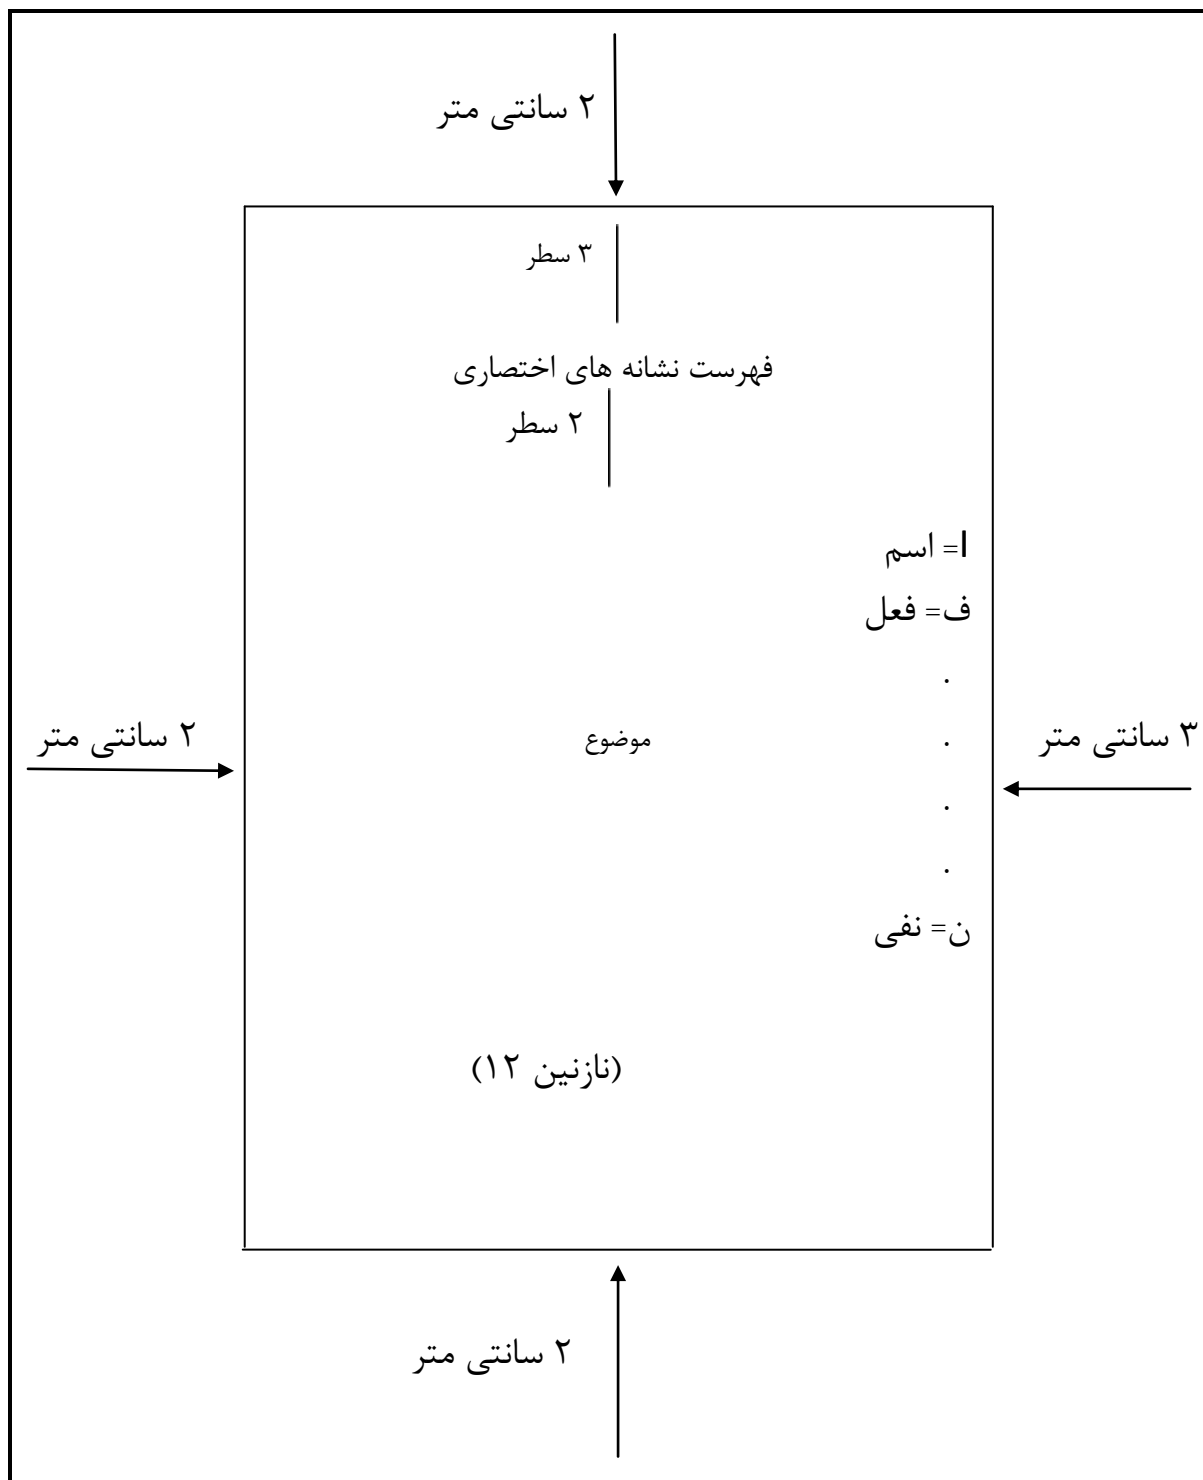 ۲ سانتی متر
۳ سطر
فهرست نشانه های اختصاری
۲ سطر
ا= اسم
ف= فعل
.
۳ سانتی متر
.
موضوع
۲ سانتی متر
.
.
ن= نفی
(نازنین ۱۲)
۲ سانتی متر